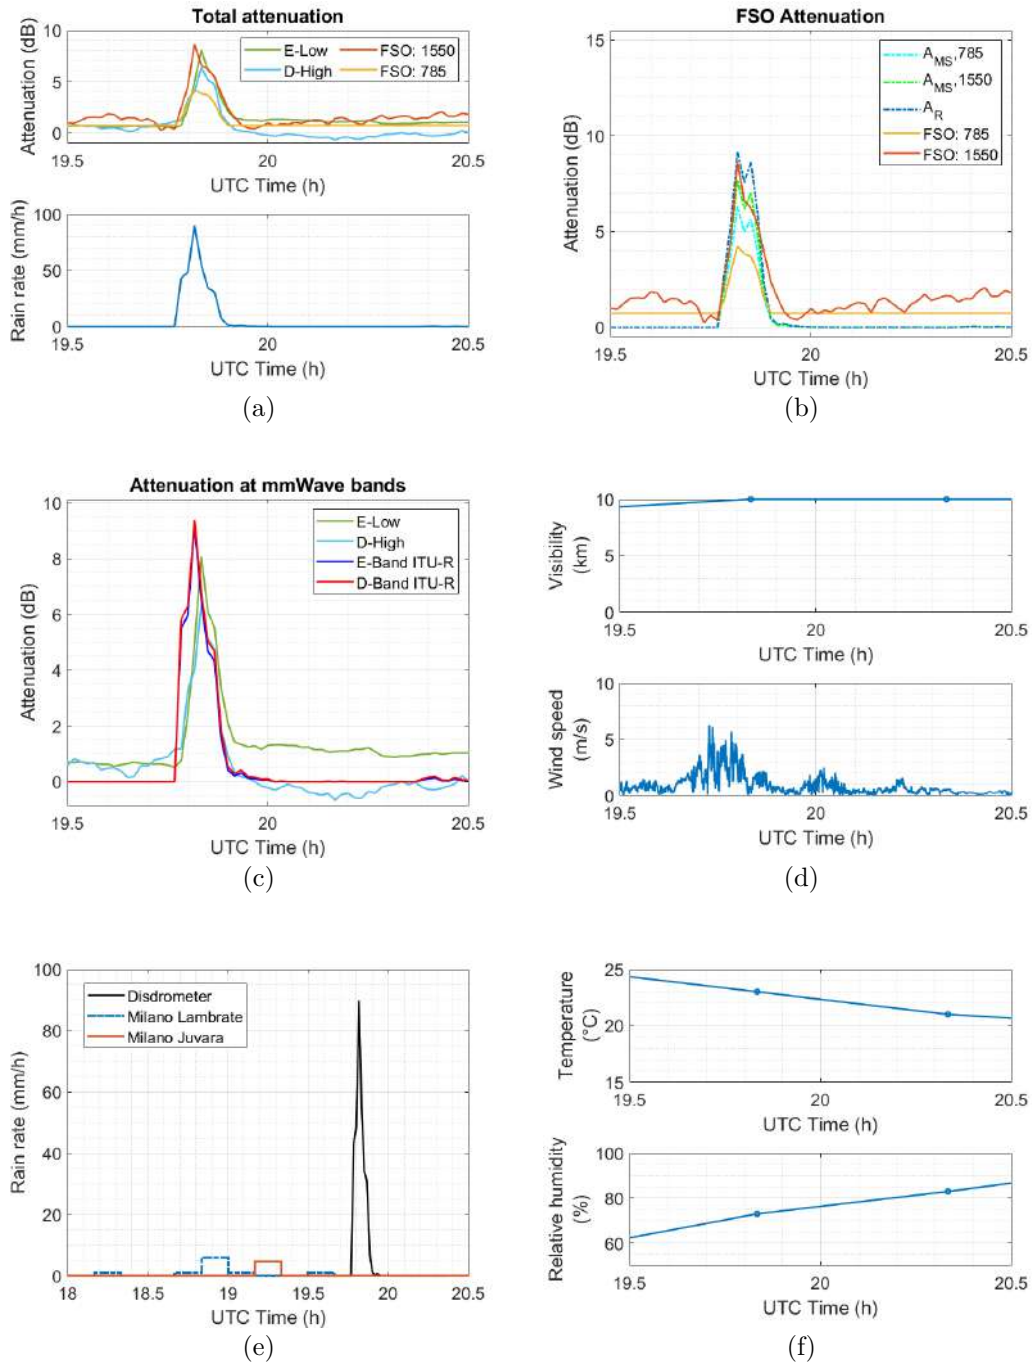 Total attenuation
Attenuation (dB)
10
5
0
E-Low
D-High
FSO: 1550
FSO: 785
19.5
20
20.5
UTC Time (h)
Rain rate (mm/h)
100
50
0
19.5
20
20.5
UTC Time (h)
(a)
FSO Attenuation
Attenuation (dB)
15
10
5
0
A_MS,785
A_MS,1550
A_R
FSO: 785
FSO: 1550
19.5
20
20.5
UTC Time (h)
(b)
Attenuation at mmWave bands
Attenuation (dB)
10
8
6
4
2
0
E-Low
D-High
E-Band ITU-R
D-Band ITU-R
19.5
20
20.5
UTC Time (h)
(c)
Visibility
(km)
10
5
0
19.5
20
20.5
UTC Time (h)
Wind speed
(m/s)
10
5
0
19.5
20
20.5
UTC Time (h)
(d)
Rain rate (mm/h)
100
80
60
40
20
0
Disdrometer
Milano Lambrate
Milano Juvara
18
18.5
19
19.5
20
20.5
UTC Time (h)
(e)
Temperature
(°C)
25
20
15
19.5
20
20.5
UTC Time (h)
Relative humidity
(%)
100
80
60
19.5
20
20.5
UTC Time (h)
(f)